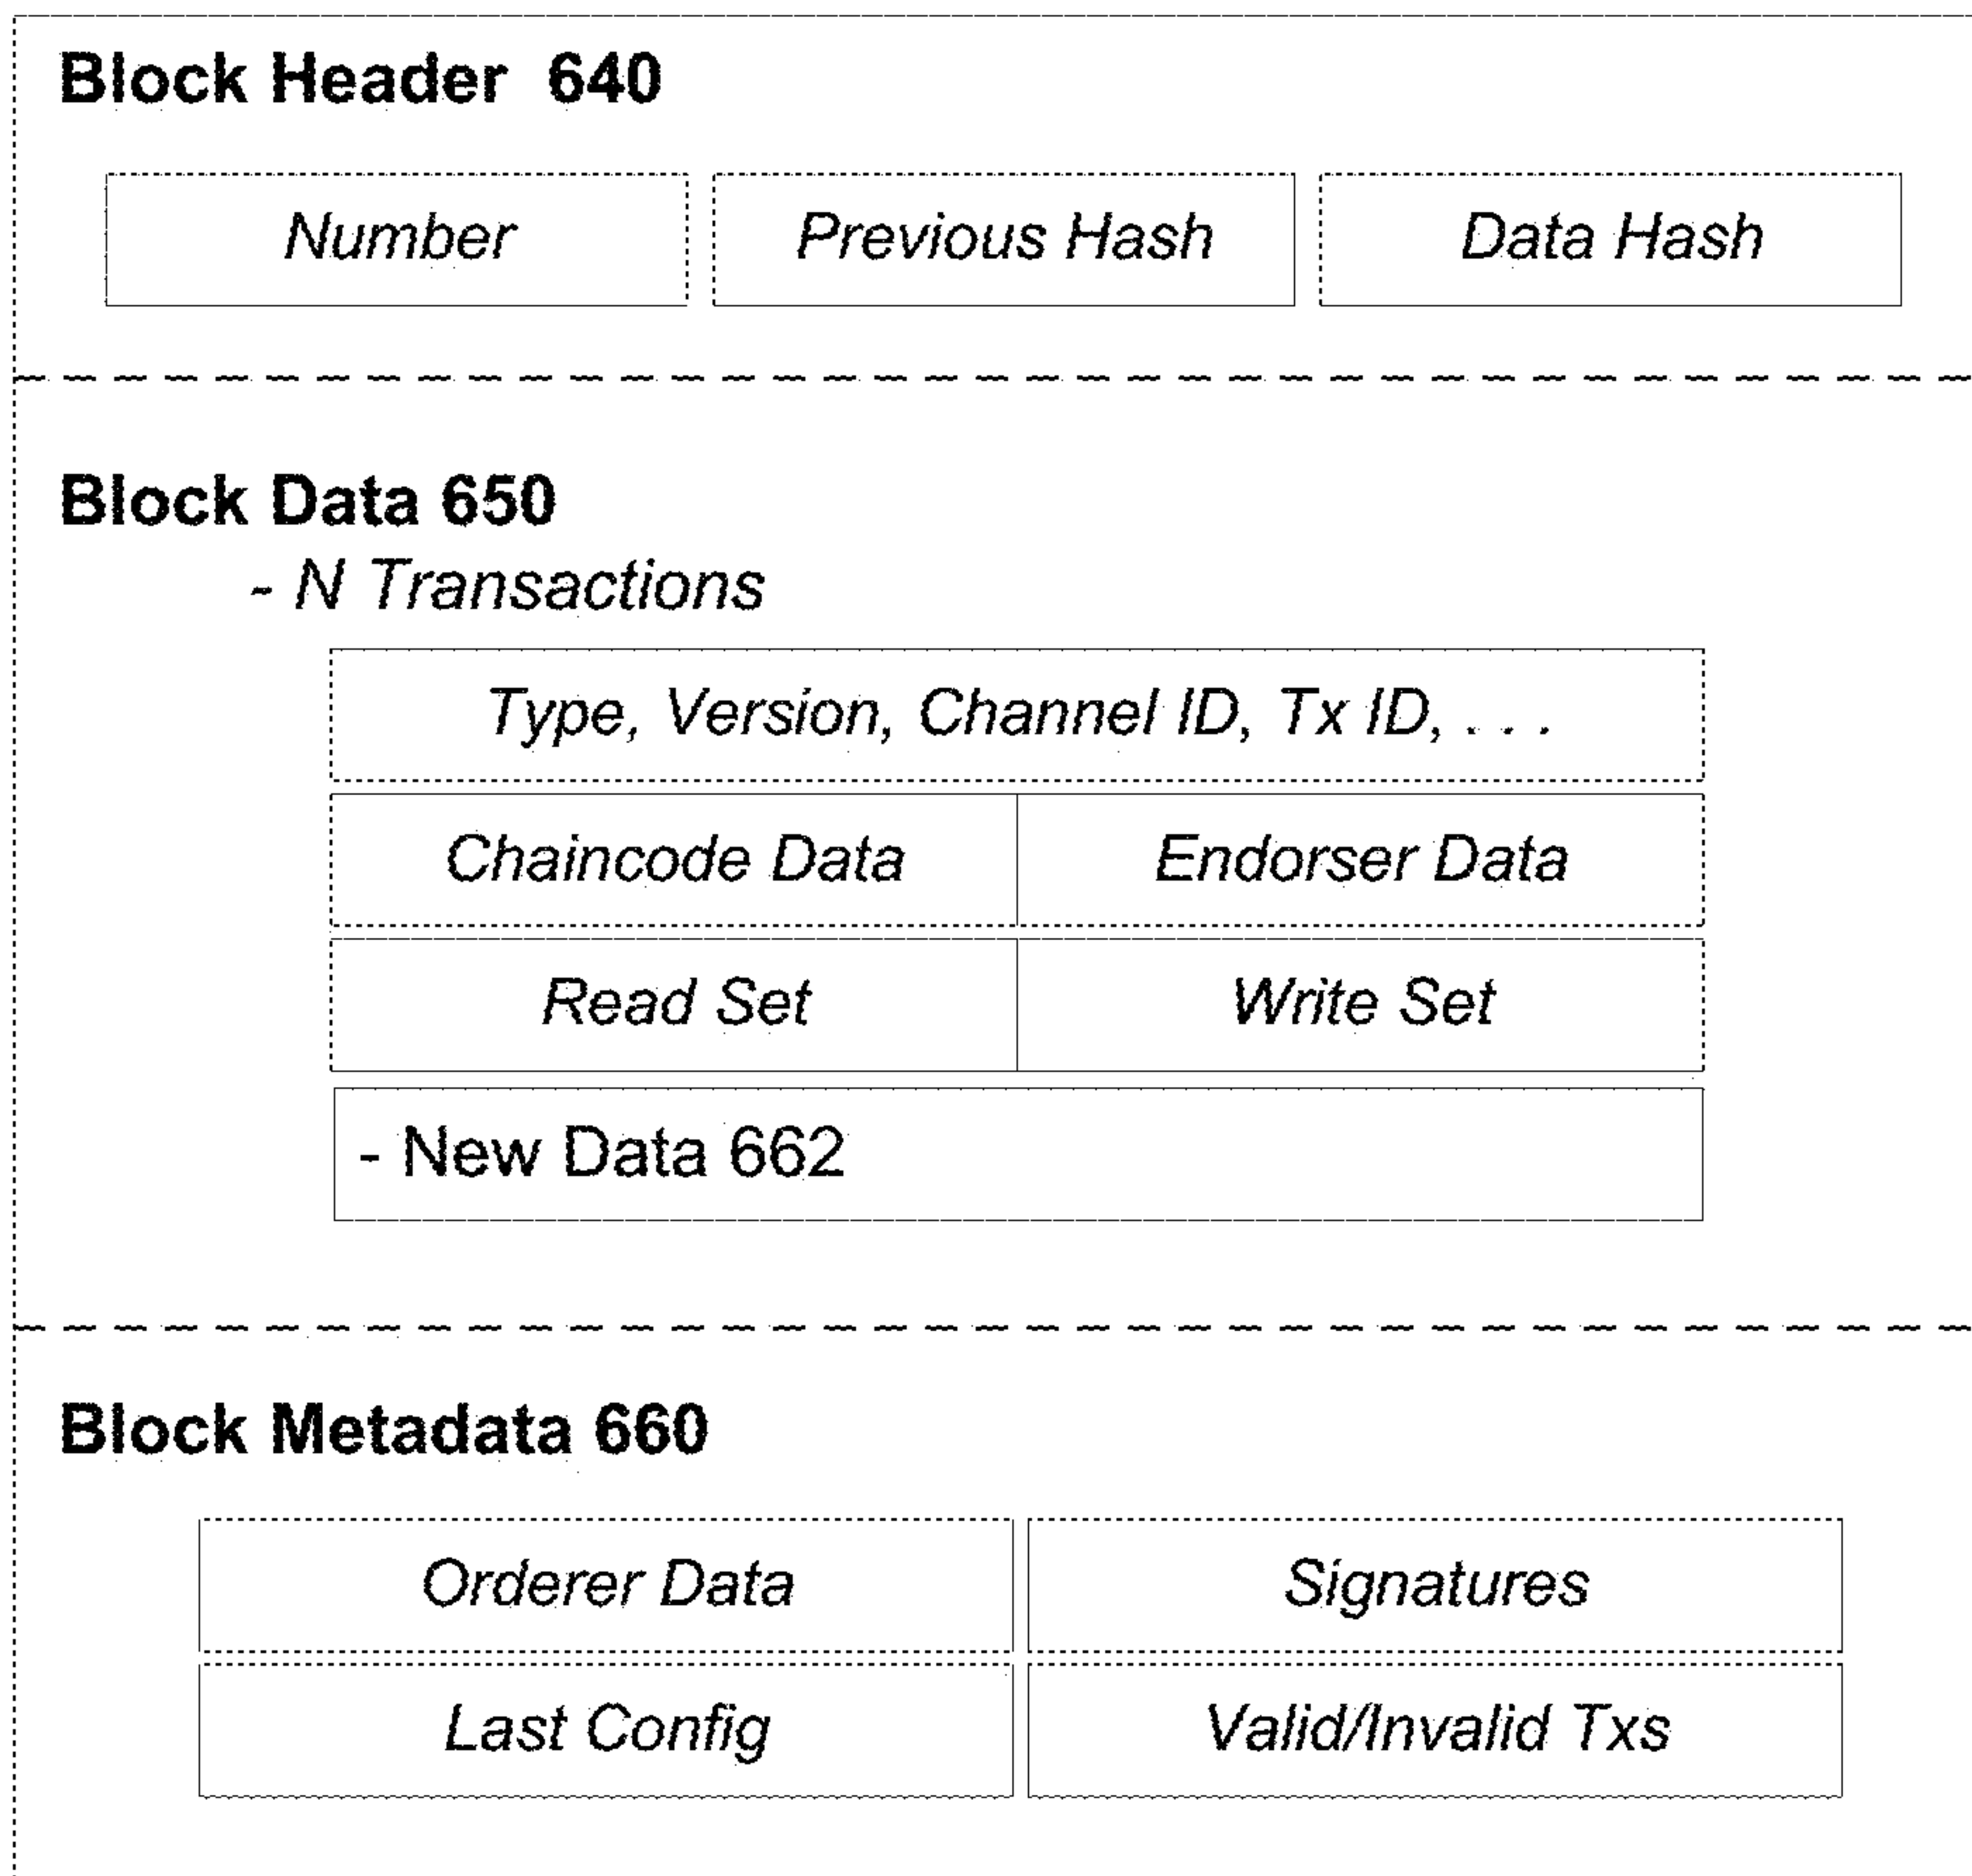 Block Header 640
Number Previous Hash Data Hash
Block Data 650
- N Transactions
Type, Version, Channel ID, Tx ID, . . .
Chaincode Data Endorser Data
Read Set Write Set
- New Data 662
Block Metadata 660
Orderer Data Signatures
Last Config Valid/Invalid Txs